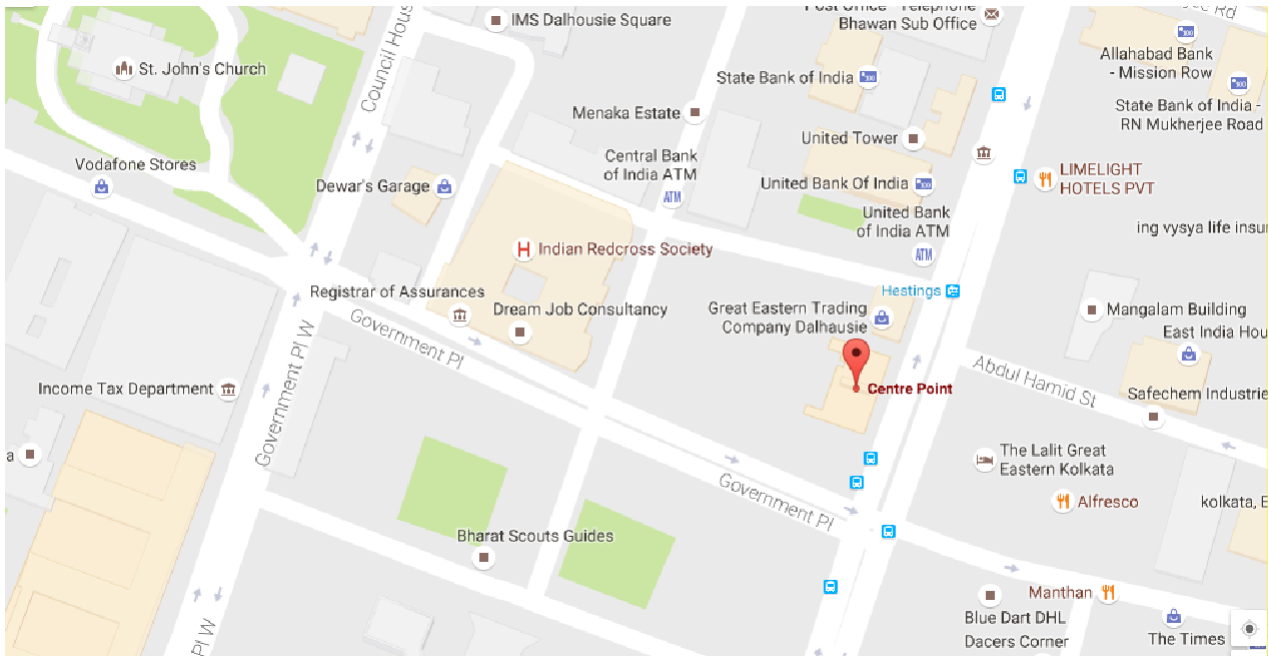 IMS Dalhousie Square
Post Office - Telephone
Bhawan Sub Office
Rd
Allahabad Bank
- Mission Row
St. John's Church
Council Hous
State Bank of India
State Bank of India -
RN Mukherjee Road
Menaka Estate
United Tower
Vodafone Stores
Dewar's Garage
Central Bank
of India ATM
ATM
United Bank Of India
LIMELIGHT
HOTELS PVT
United Bank
of India ATM
ATM
ing vysya life insu
H Indian Redcross Society
Registrar of Assurances
Dream Job Consultancy
Hestings
Great Eastern Trading
Company Dalhausie
Mangalam Building
East India Hou
Government Pl
Income Tax Department
Government Pl W
Centre Point
Abdul Hamid St
Safechem Industrie
a
The Lalit Great
Eastern Kolkata
Government Pl
Alfresco
kolkata, E
Bharat Scouts Guides
Manthan
Blue Dart DHL
Dacers Corner
The Times
Pl W